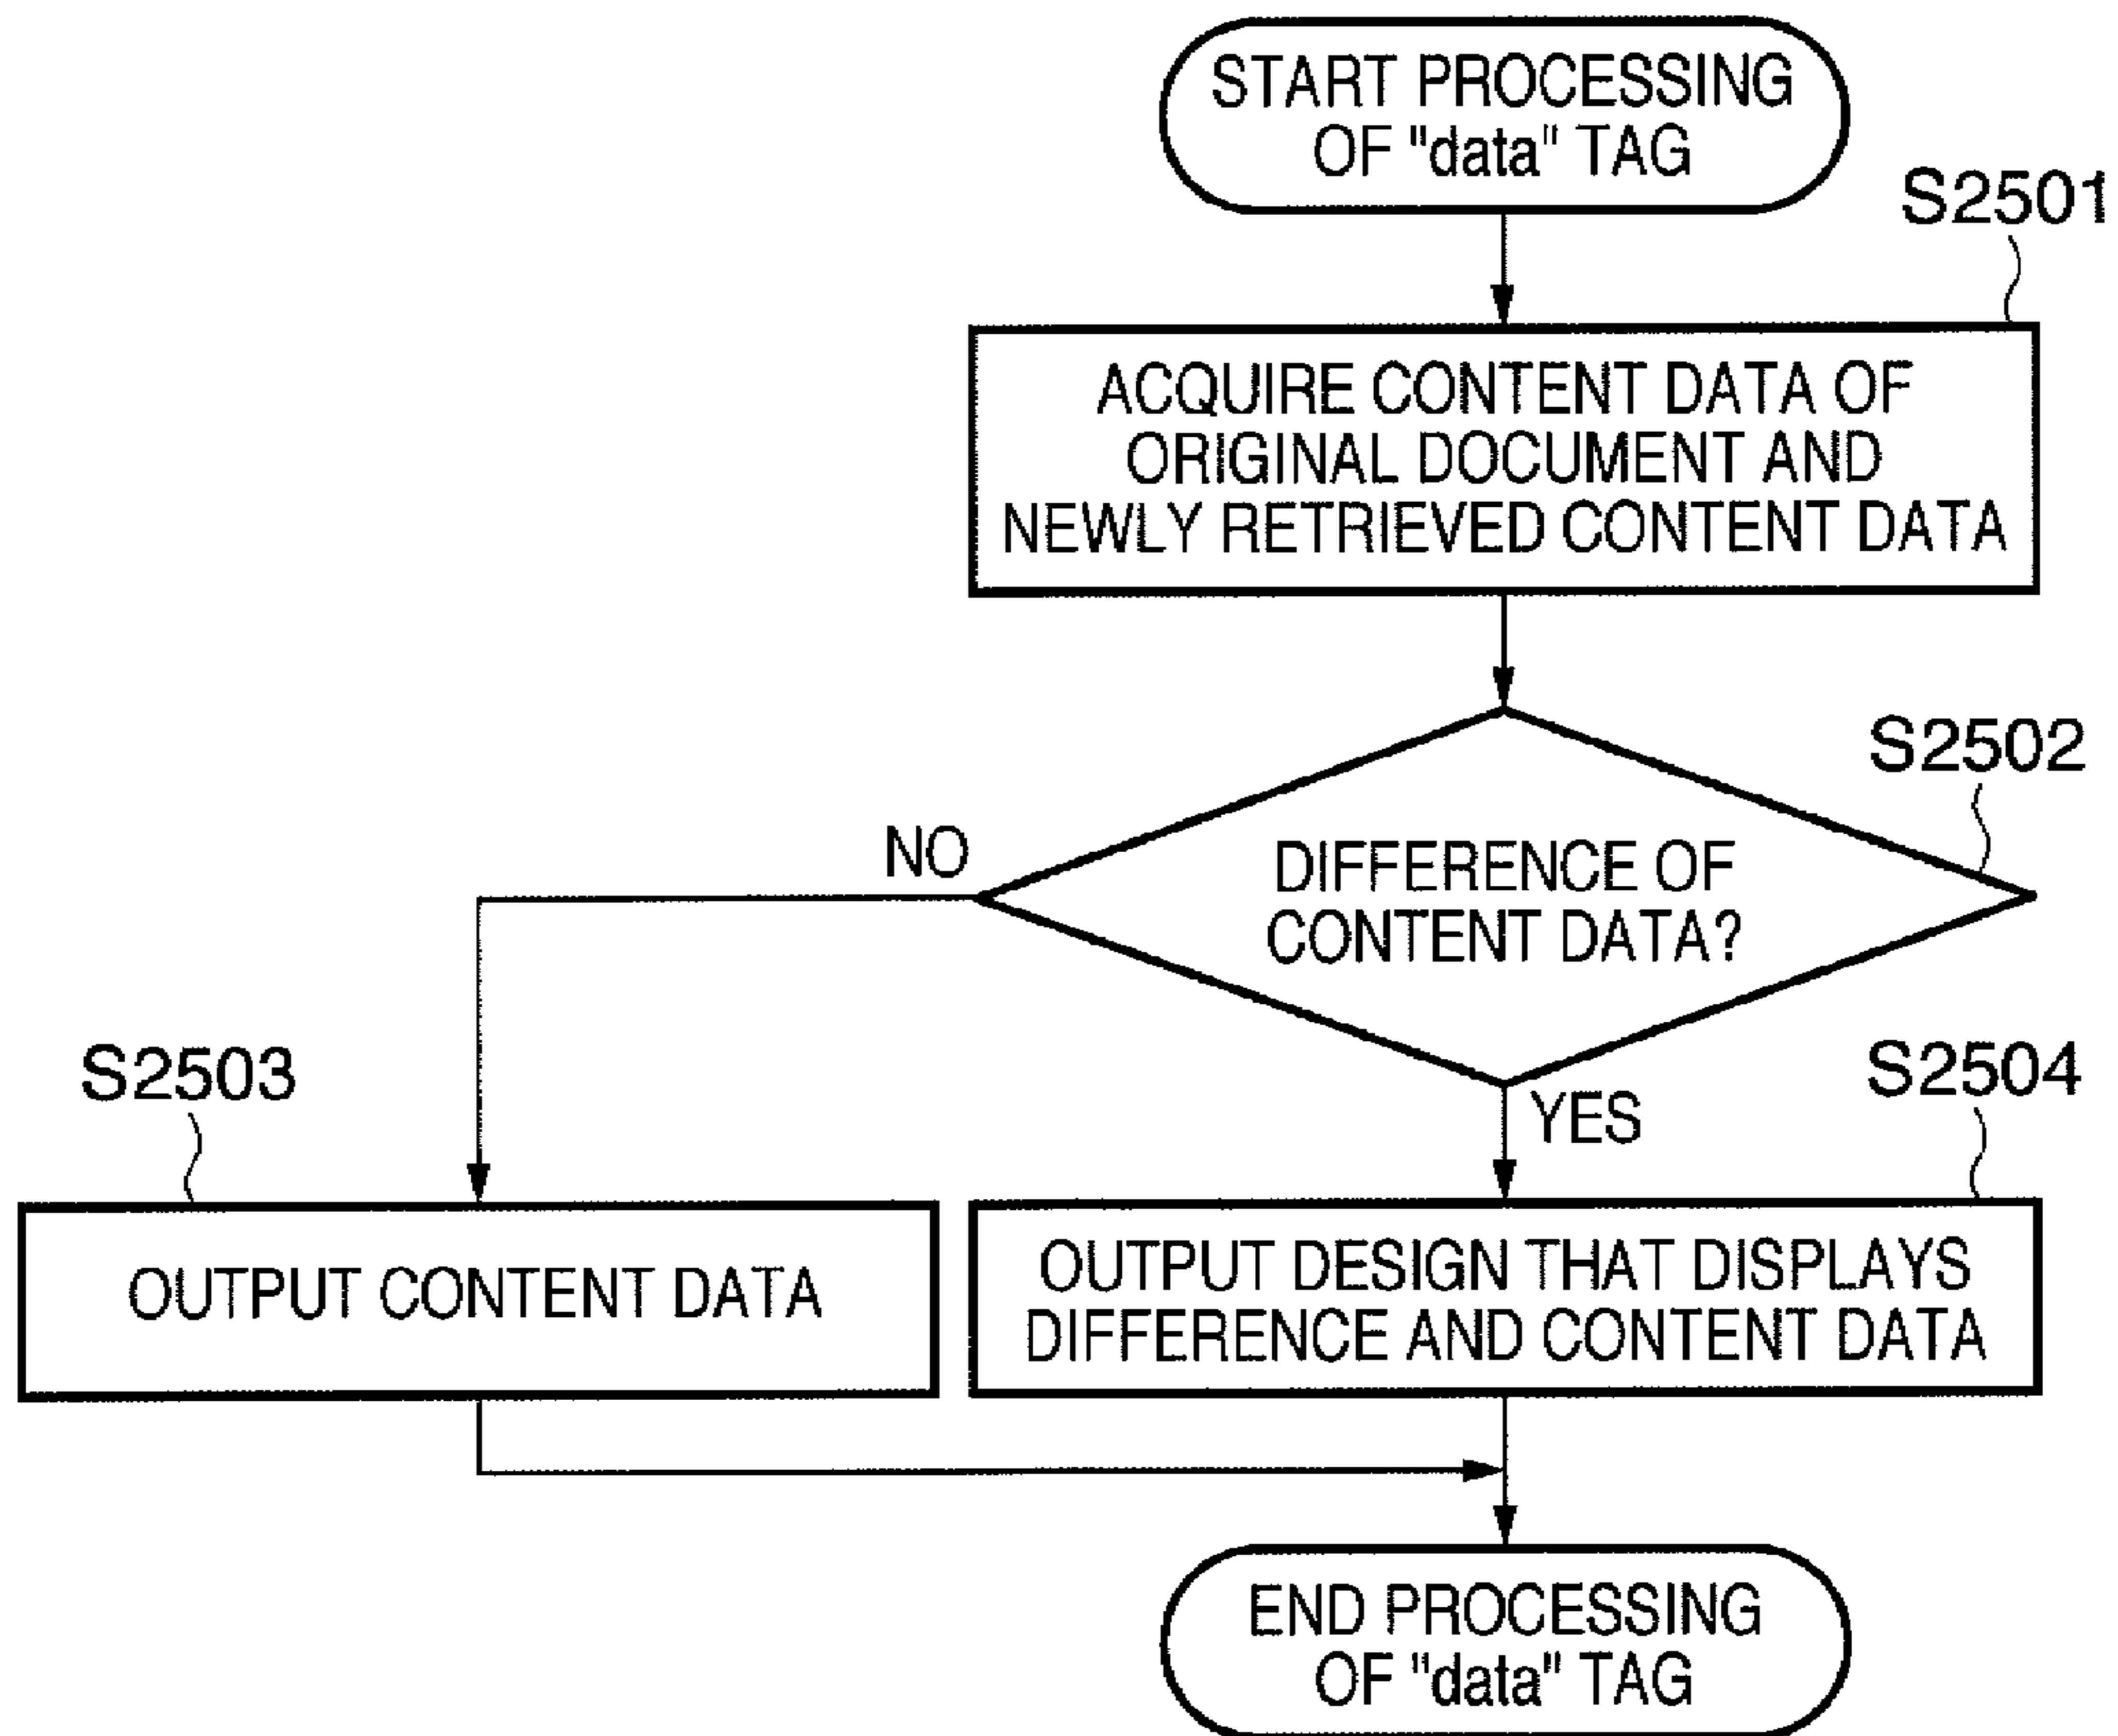 START PROCESSING
OF "data" TAG
S2501
ACQUIRE CONTENT DATA OF
ORIGINAL DOCUMENT AND
NEWLY RETRIEVED CONTENT DATA
S2502
NO
DIFFERENCE OF
CONTENT DATA?
YES
S2503
S2504
OUTPUT CONTENT DATA
OUTPUT DESIGN THAT DISPLAYS
DIFFERENCE AND CONTENT DATA
END PROCESSING
OF "data" TAG